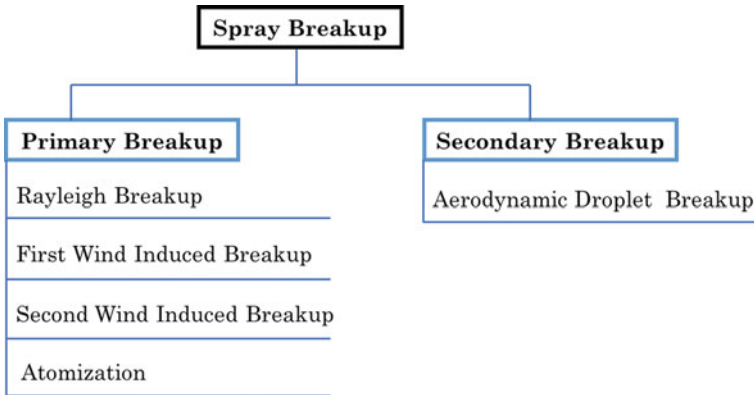 Spray Breakup
Primary Breakup
Rayleigh Breakup
First Wind Induced Breakup
Second Wind Induced Breakup
Atomization
Secondary Breakup
Aerodynamic Droplet Breakup